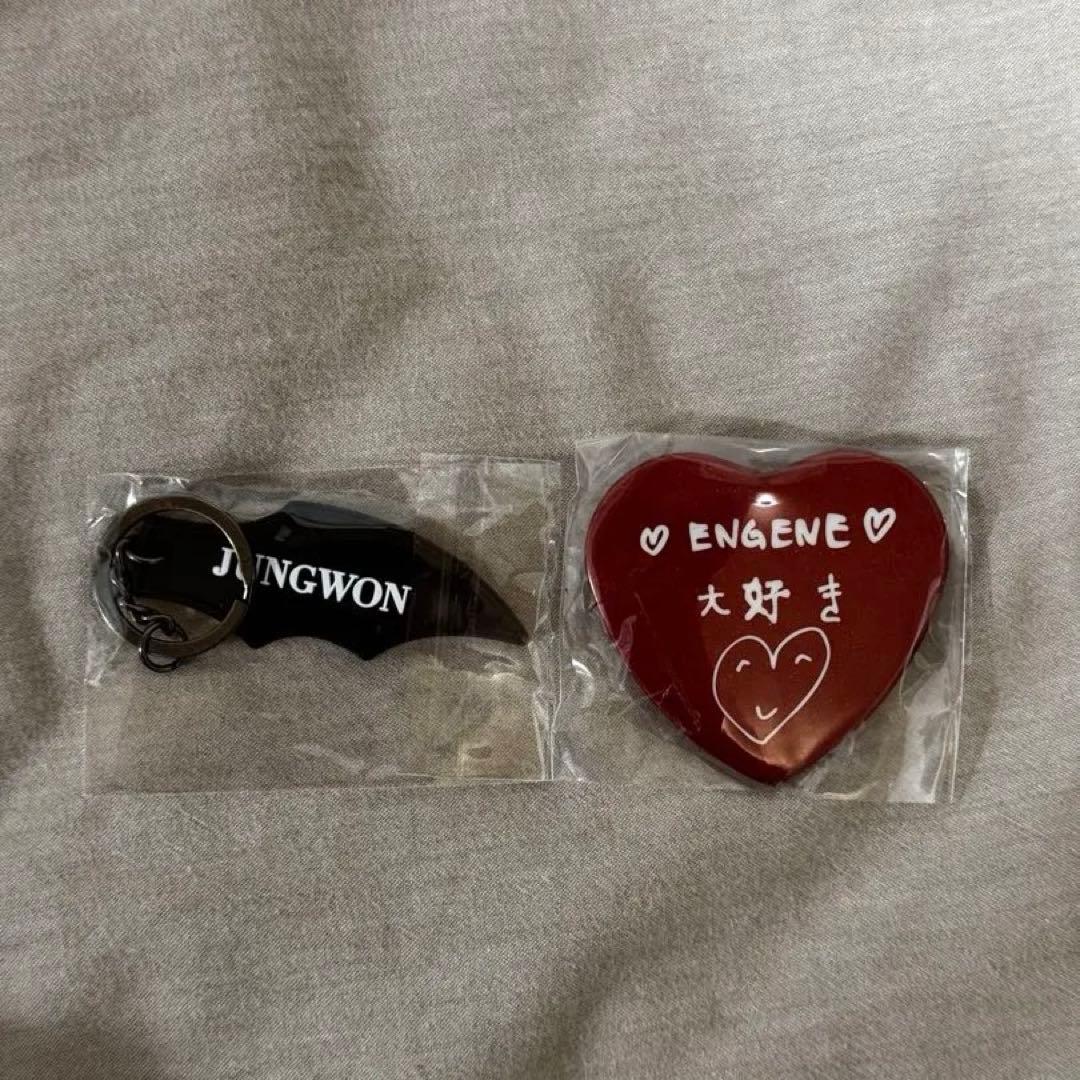 JUNGWON
♡ ENGENE ♡
大好き